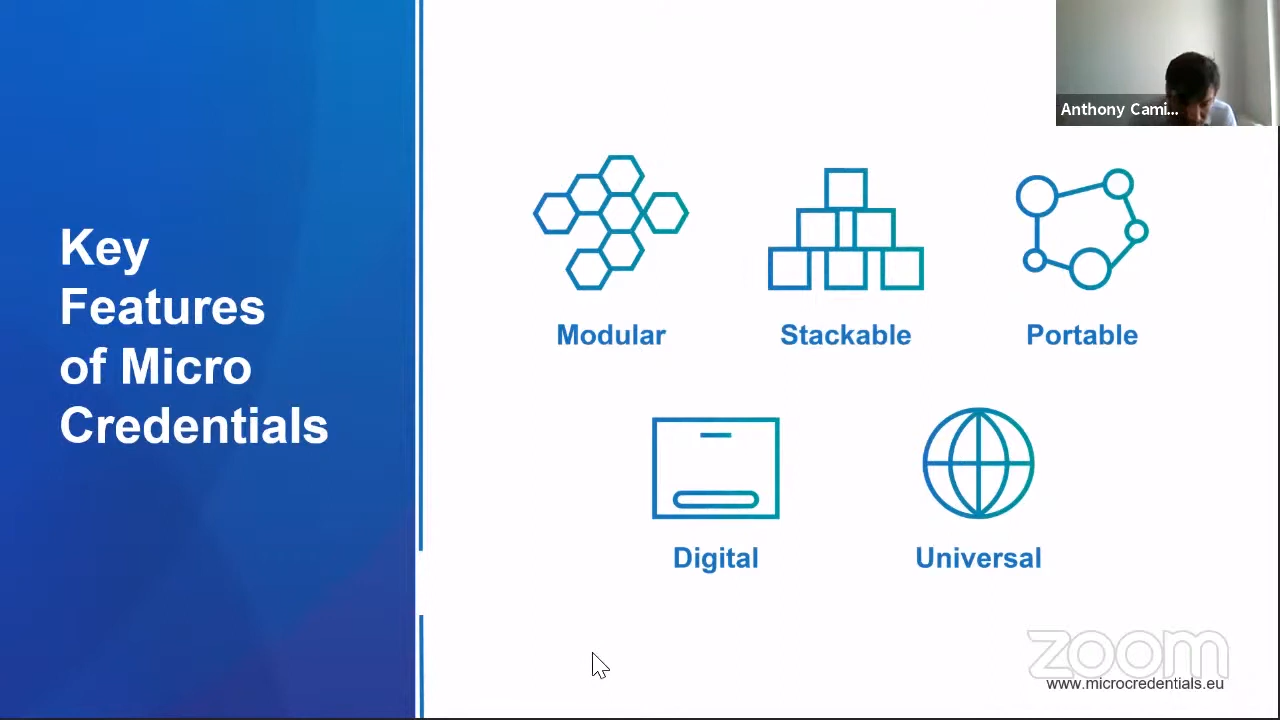 Anthony Cami...
Key
Features
of Micro
Credentials
Modular
Stackable
Portable
Digital
Universal
zoom
www.microcredentials.eu